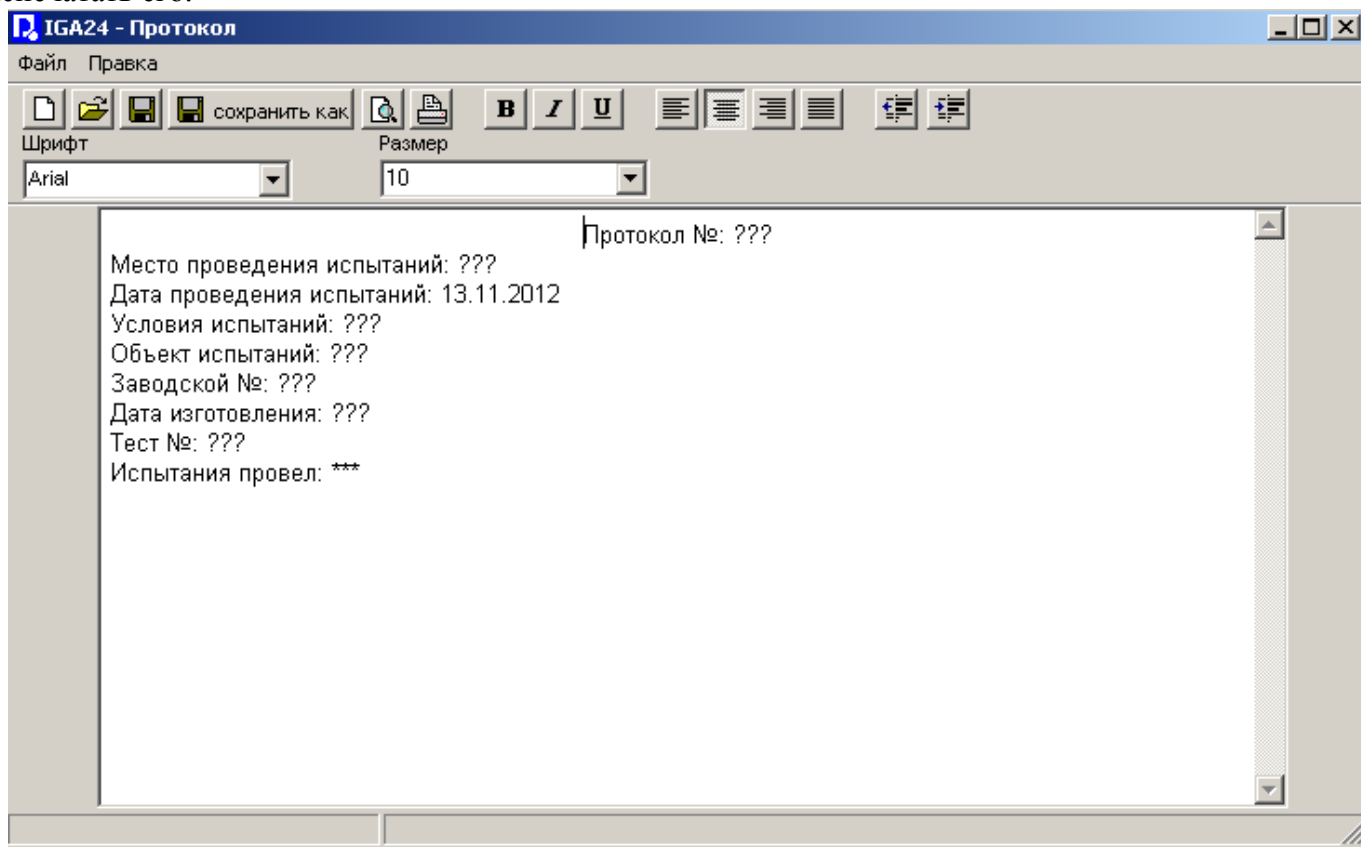 IGA24 - Протокол
Файл Правка
сохранить как B I U
Шрифт Размер
Arial 10
Протокол №: ???
Место проведения испытаний: ???
Дата проведения испытаний: 13.11.2012
Условия испытаний: ???
Объект испытаний: ???
Заводской №: ???
Дата изготовления: ???
Тест №: ???
Испытания провел: ***